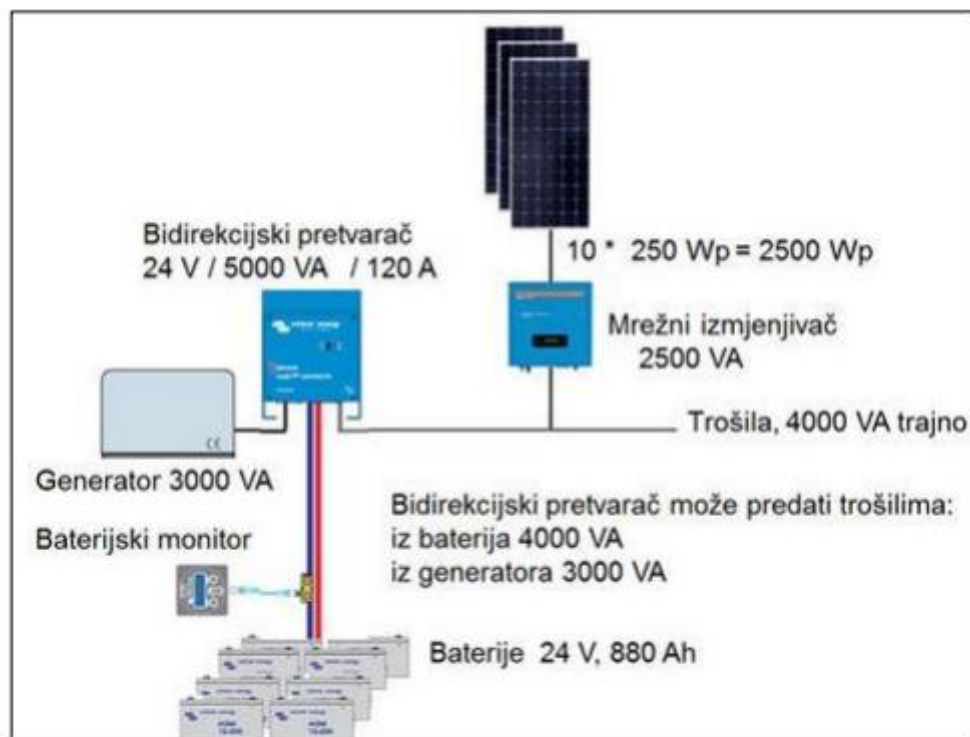 10 * 250 Wp = 2500 Wp
Bidirekcijski pretvarač
24 V / 5000 VA / 120 A
Mrežni izmjenjivač
2500 VA
Trošila, 4000 VA trajno
Generator 3000 VA
Bidirekcijski pretvarač može predati trošilima:
iz baterija 4000 VA
iz generatora 3000 VA
Baterijski monitor
Baterije 24 V, 880 Ah